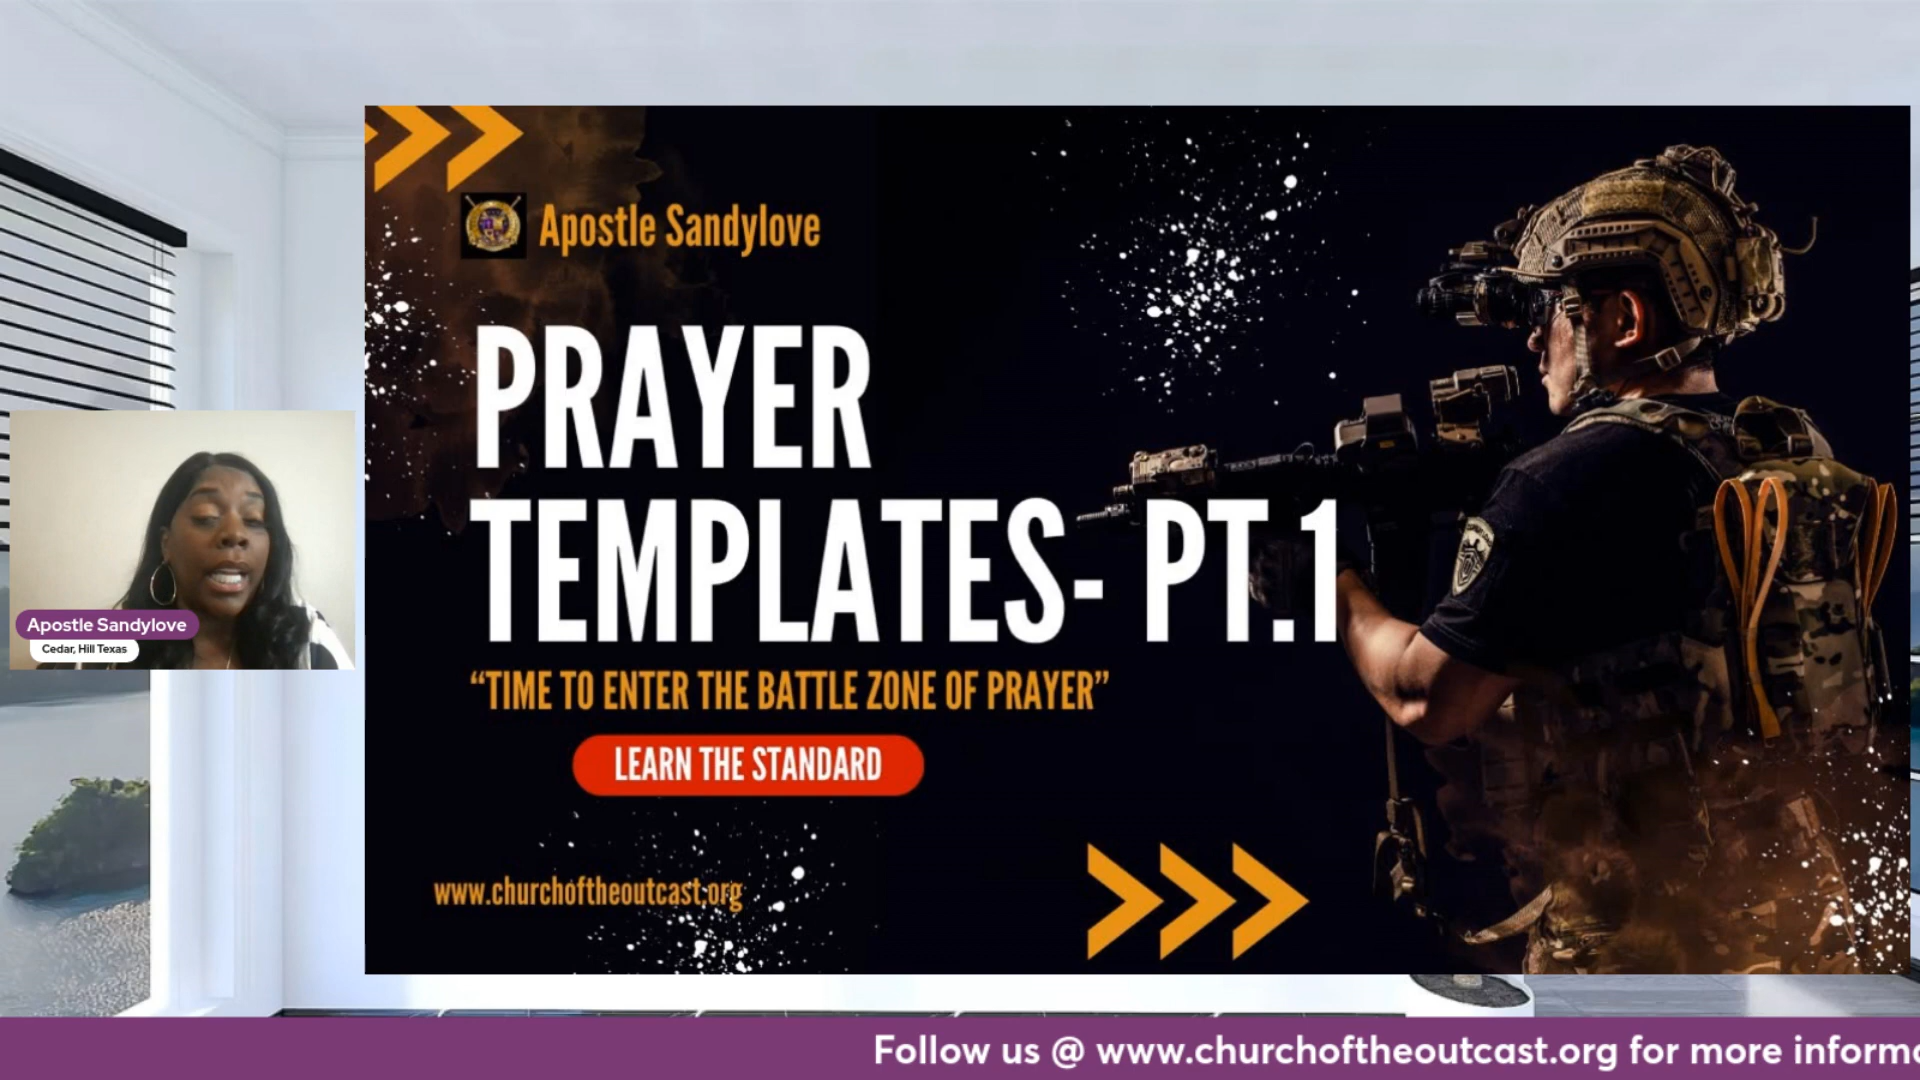 Apostle Sandylove
PRAYER
TEMPLATES- PT.1
“TIME TO ENTER THE BATTLE ZONE OF PRAYER”
LEARN THE STANDARD
www.churchoftheoutcast.org
Apostle Sandylove
Cedar, Hill Texas
Follow us @ www.churchoftheoutcast.org for more informa